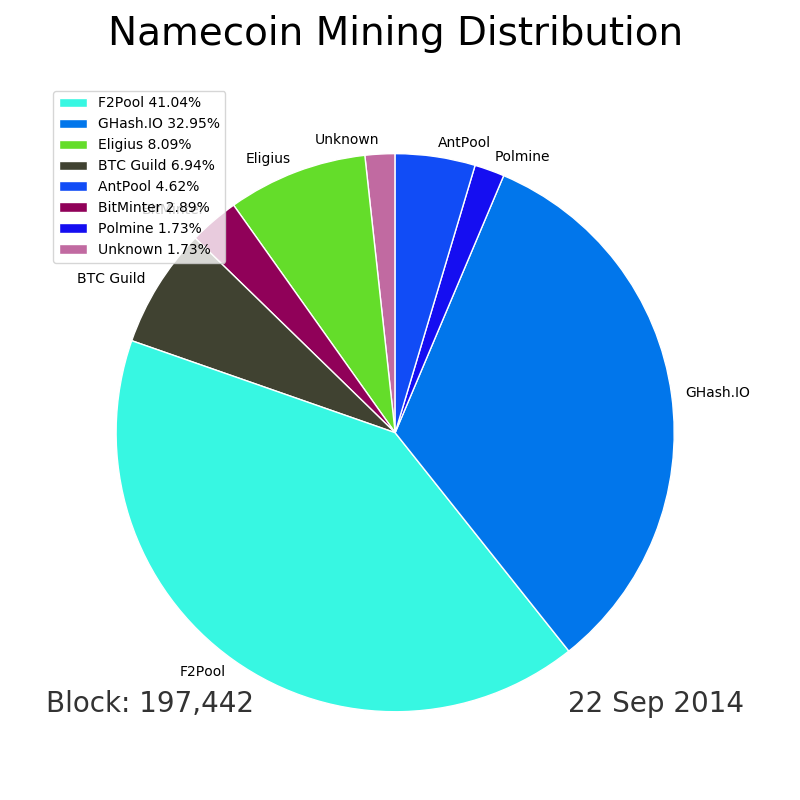 Namecoin Mining Distribution
F2Pool 41.04%
GHash.IO 32.95%
Eligius 8.09%
BTC Guild 6.94%
AntPool 4.62%
BitMinter 2.89%
Polmine 1.73%
Unknown 1.73%
Unknown
AntPool
Polmine
Eligius
BTC Guild
GHash.IO
F2Pool
Block: 197,442
22 Sep 2014